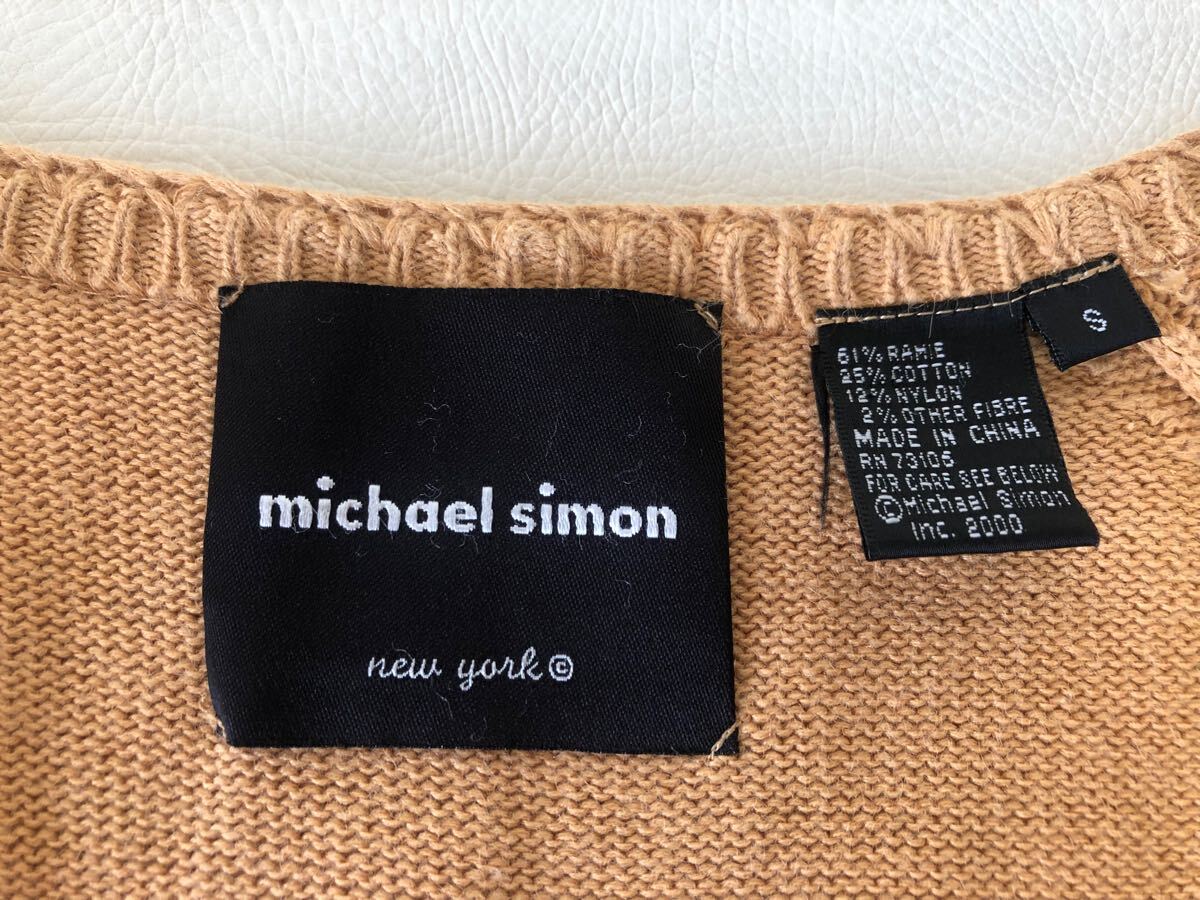 michael simon
new york ©
61% RAMIE
25% COTTON
12% NYLON
2% OTHER FIBRE
MADE IN CHINA
RN 73106
FOR CARE SEE BELOW
©Michael Simon
Inc. 2000
S